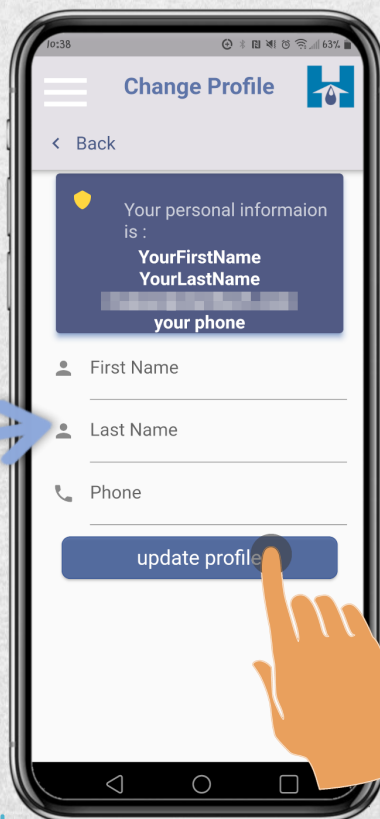 10:38
63%
Change Profile
Back
Your personal informaion
is :
YourFirstName
YourLastName
your phone
First Name
Last Name
Phone
update profile